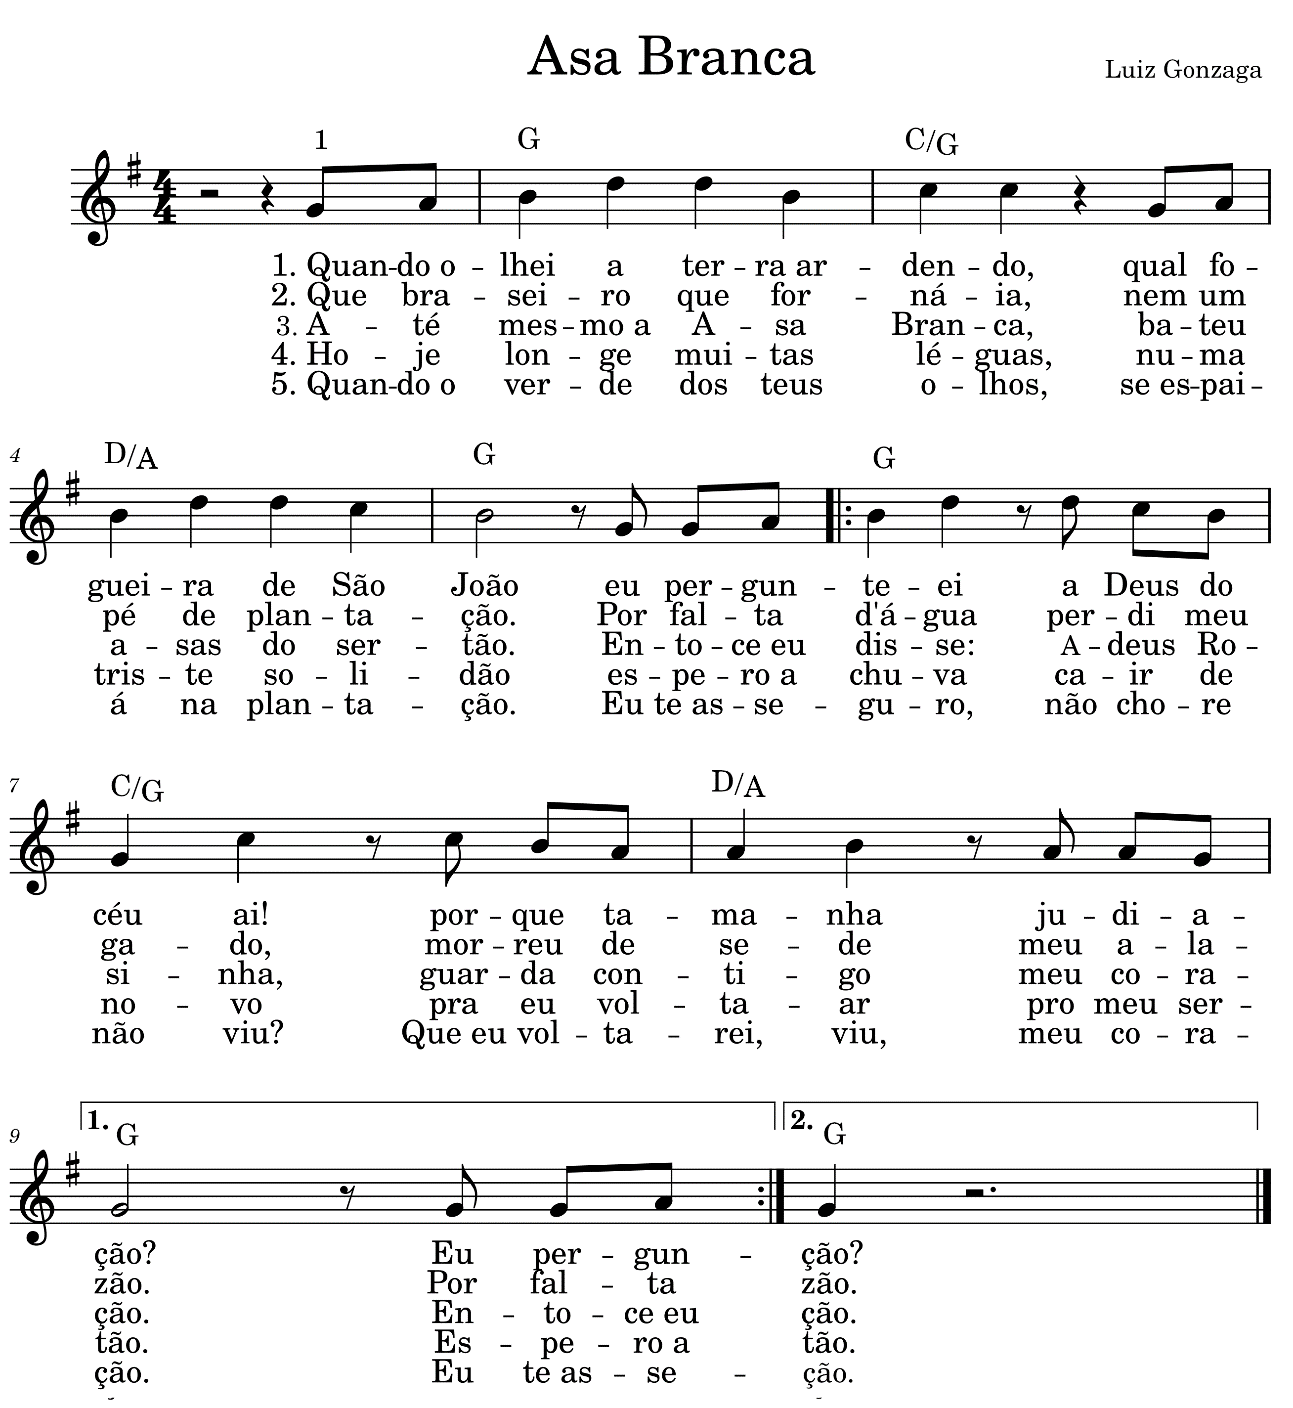 Asa Branca
Luiz Gonzaga
1 G C/G
4
4
1. Quan-do o - lhei a ter - ra ar - den - do, qual fo -
2. Que bra - sei - ro que for - ná - ia, nem um
3. A - té mes - mo a A - sa Bran - ca, ba - teu
4. Ho - je lon - ge mui - tas lé - guas, nu - ma
5. Quan-do o ver - de dos teus o - lhos, se es-pai -
4 D/A G G
guei - ra de São João eu per - gun - te - ei a Deus do
pé de plan - ta - ção. Por fal - ta d'á - gua per - di meu
a - sas do ser - tão. En - to - ce eu dis - se: A - deus Ro -
tris - te so - li - dão es - pe - ro a chu - va ca - ir de
á na plan - ta - ção. Eu te as - se - gu - ro, não cho - re
7 C/G D/A
céu ai! por - que ta - ma - nha ju - di - a -
ga - do, mor - reu de se - de meu a - la -
si - nha, guar - da con - ti - go meu co - ra -
no - vo pra eu vol - ta - ar pro meu ser -
não viu? Que eu vol - ta - rei, viu, meu co - ra -
1. 2.
9 G G
ção? Eu per - gun - ção?
zão. Por fal - ta zão.
ção. En - to - ce eu ção.
tão. Es - pe - ro a tão.
ção. Eu te as - se - ção.